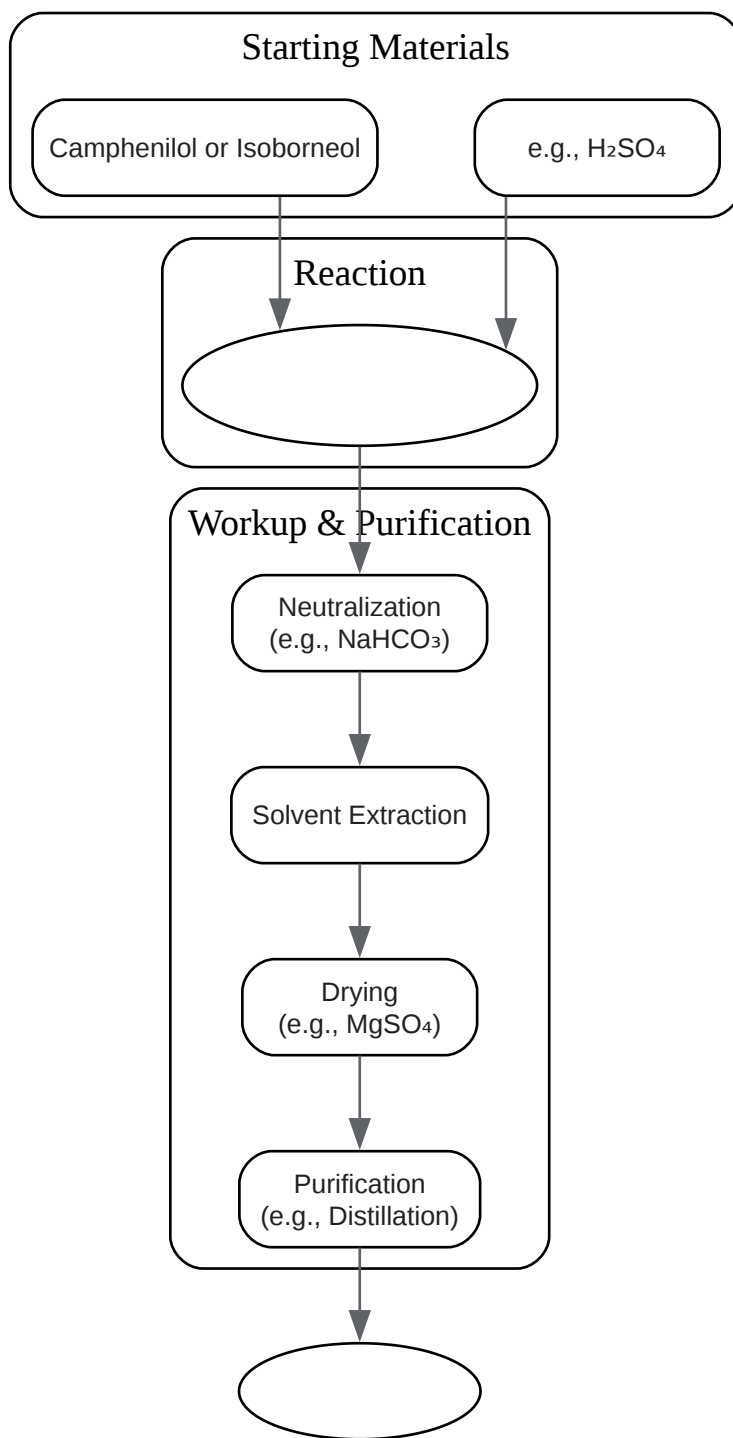 Starting Materials
Camphenilol or Isoborneol
e.g., H₂SO₄
Reaction
Workup & Purification
Neutralization
(e.g., NaHCO₃)
Solvent Extraction
Drying
(e.g., MgSO₄)
Purification
(e.g., Distillation)